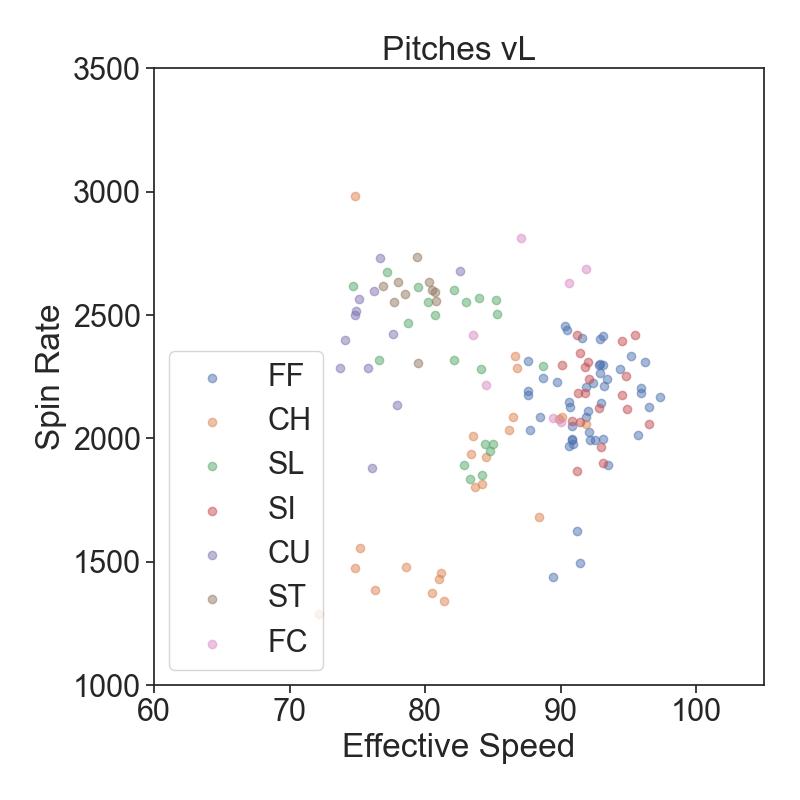 Pitches vL
3500
3000
2500
2000
1500
1000
Spin Rate
FF
CH
SL
SI
CU
ST
FC
60 70 80 90 100
Effective Speed